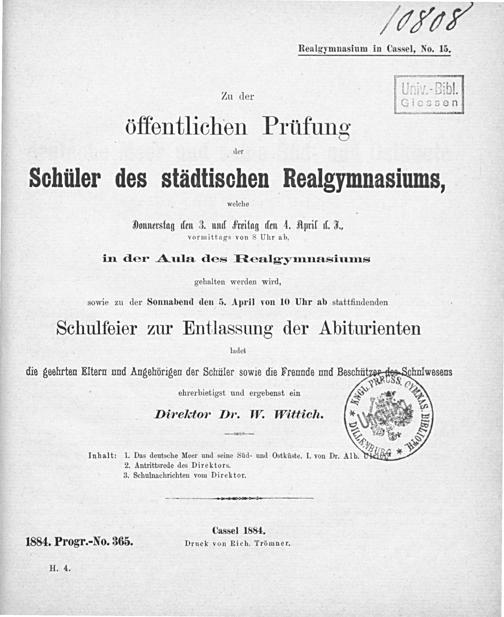 10808
Realgymnasium in Cassel, No. 15.
Univ.-Bibl.
Giessen
Zu der
öffentlichen Prüfung
der
Schüler des städtischen Realgymnasiums,
welche
Donnerstag den 3. und Freitag den 4. April d. J.,
vormittags von 8 Uhr ab,
in der Aula des Realgymnasiums
gehalten werden wird,
sowie zu der Sonnabend den 5. April von 10 Uhr ab stattfindenden
Schulfeier zur Entlassung der Abiturienten
ladet
die geehrten Eltern und Angehörigen der Schüler sowie die Freunde und Beschützer des Schulwesens
ehrerbietigst und ergebenst ein
Direktor Dr. W. Wittich.
KNGL. PREUSS. GYMNAS. BIBLIOTH.
DILLENBURG
Inhalt: 1. Das deutsche Meer und seine Süd- und Ostküste. I. von Dr. Alb.
2. Antrittsrede des Direktors.
3. Schulnachrichten vom Direktor.
Cassel 1884.
1884. Progr.-No. 365.
Druck von Rich. Trömner.
H. 4.